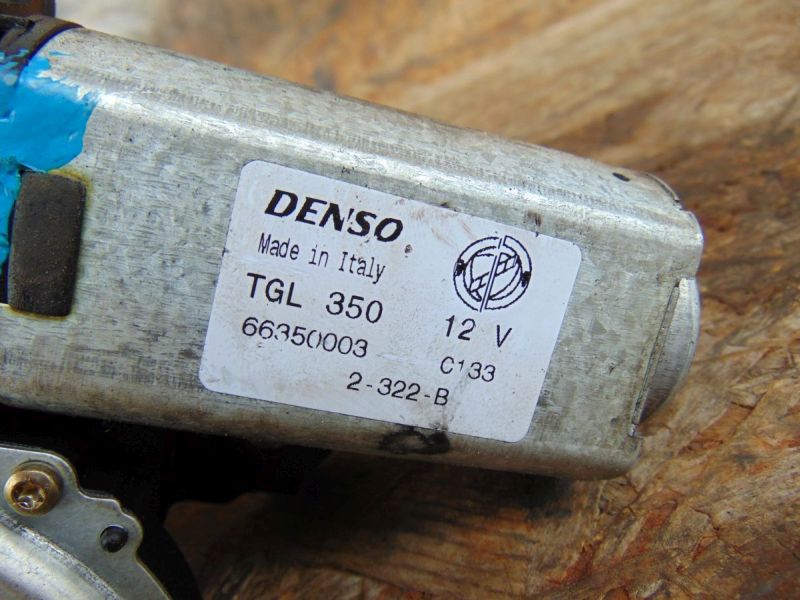 DENSO
Made in Italy
TGL 350
12 V
66350003
C133
2-322-B